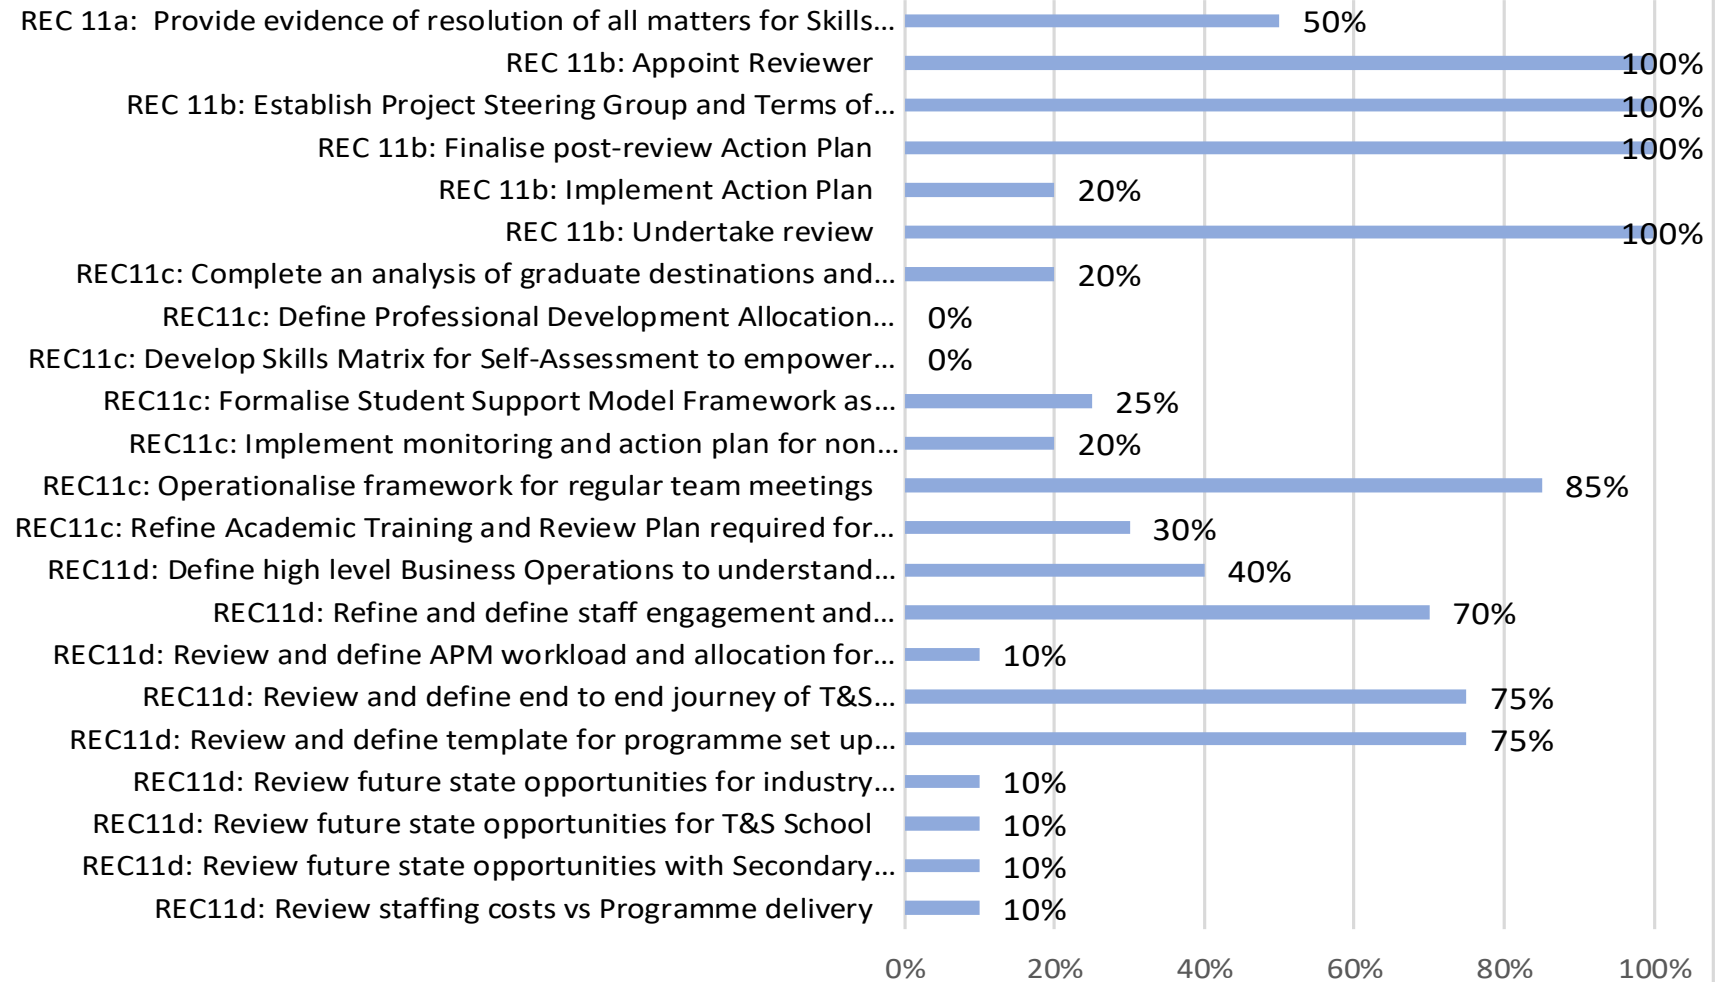 REC 11a:  Provide evidence of resolution of all matters for Skills... 50%
REC 11b: Appoint Reviewer 100%
REC 11b: Establish Project Steering Group and Terms of... 100%
REC 11b: Finalise post-review Action Plan 100%
REC 11b: Implement Action Plan 20%
REC 11b: Undertake review 100%
REC11c: Complete an analysis of graduate destinations and... 20%
REC11c: Define Professional Development Allocation... 0%
REC11c: Develop Skills Matrix for Self-Assessment to empower... 0%
REC11c: Formalise Student Support Model Framework as... 25%
REC11c: Implement monitoring and action plan for non... 20%
REC11c: Operationalise framework for regular team meetings 85%
REC11c: Refine Academic Training and Review Plan required for... 30%
REC11d: Define high level Business Operations to understand... 40%
REC11d: Refine and define staff engagement and... 70%
REC11d: Review and define APM workload and allocation for... 10%
REC11d: Review and define end to end journey of T&S... 75%
REC11d: Review and define template for programme set up... 75%
REC11d: Review future state opportunities for industry... 10%
REC11d: Review future state opportunities for T&S School 10%
REC11d: Review future state opportunities with Secondary... 10%
REC11d: Review staffing costs vs Programme delivery 10%
0% 20% 40% 60% 80% 100%